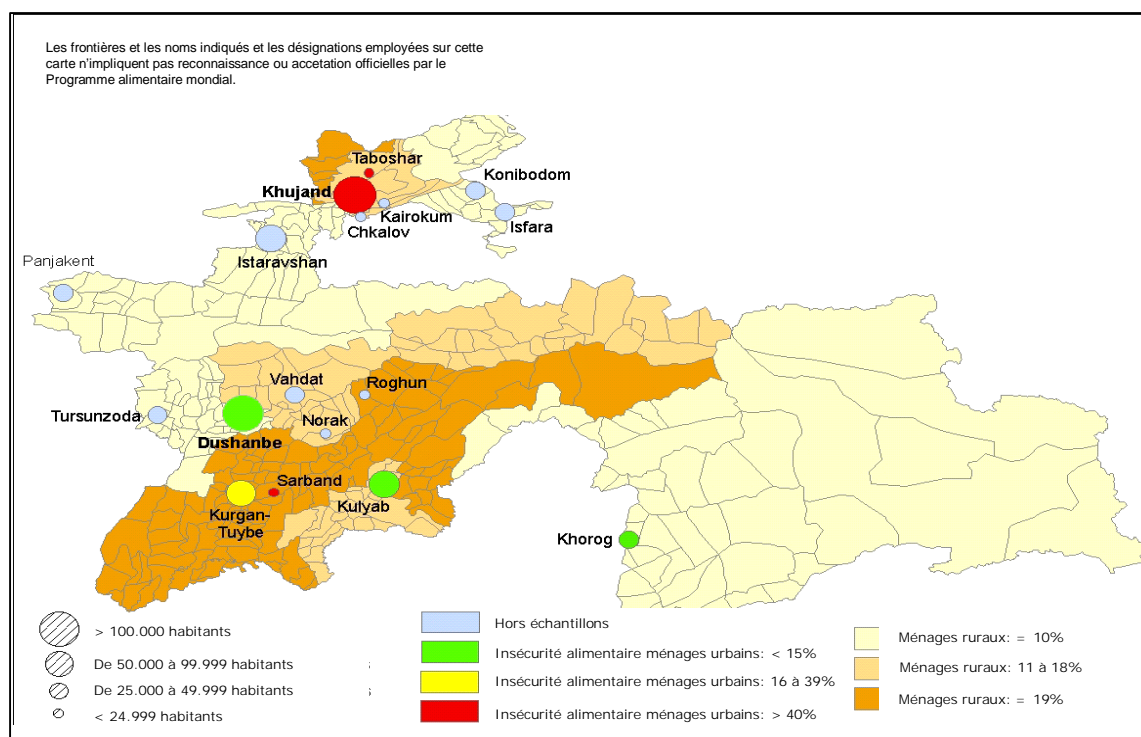 Les frontières et les noms indiqués et les désignations employées sur cette
carte n'impliquent pas reconnaissance ou accetation officielles par le
Programme alimentaire mondial.
Taboshar
Konibodom
Khujand
Kairokum
Isfara
Chkalov
Istaravshan
Panjakent
Vahdat
Roghun
Tursunzoda
Norak
Dushanbe
Sarband
Kulyab
Kurgan-
Tuybe
Khorog
> 100.000 habitants
De 50.000 à 99.999 habitants
De 25.000 à 49.999 habitants
< 24.999 habitants
Hors échantillons
Insécurité alimentaire ménages urbains: < 15%
Insécurité alimentaire ménages urbains: 16 à 39%
Insécurité alimentaire ménages urbains: > 40%
Ménages ruraux: = 10%
Ménages ruraux: 11 à 18%
Ménages ruraux: = 19%